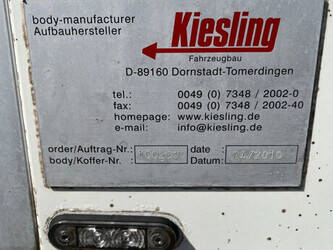 body-manufacturer
Aufbauhersteller
Kiesling
Fahrzeugbau
D-89160 Dornstadt-Tomerdingen
tel.: 0049 (0) 7348 / 2002-0
fax: 0049 (0) 7348 / 2002-40
homepage: www.kiesling.de
e-mail: info@kiesling.de
order/Auftrag-Nr.: date
body/Koffer-Nr. Datum: